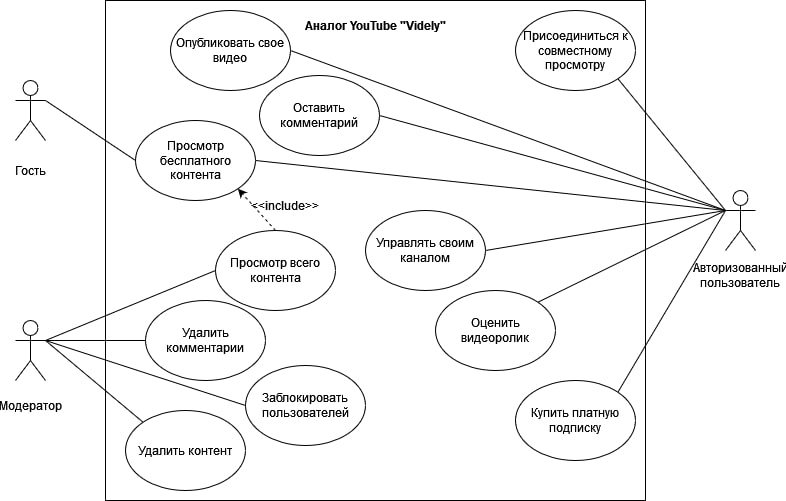 Аналог YouTube "Videly"
Опубликовать свое
видео
Присоединиться к
совместному
просмотру
Оставить
комментарий
Просмотр
бесплатного
контента
Гость
<<include>>
Управлять своим
каналом
Авторизованный
пользователь
Просмотр всего
контента
Оценить
видеоролик
Удалить
комментарии
Модератор
Заблокировать
пользователей
Купить платную
подписку
Удалить контент